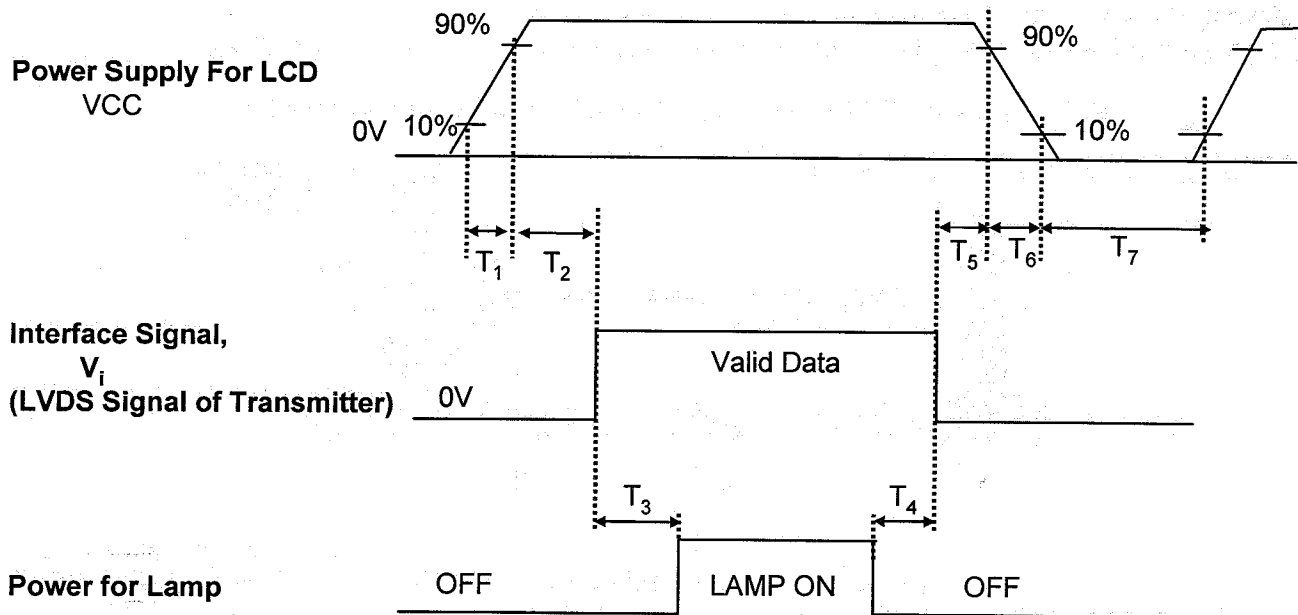 90%
90%
Power Supply For LCD
VCC
0V
10%
10%
T₁
T₂
T₅
T₆
T₇
Interface Signal,
Vᵢ
(LVDS Signal of Transmitter)
0V
Valid Data
T₃
T₄
Power for Lamp
OFF
LAMP ON
OFF